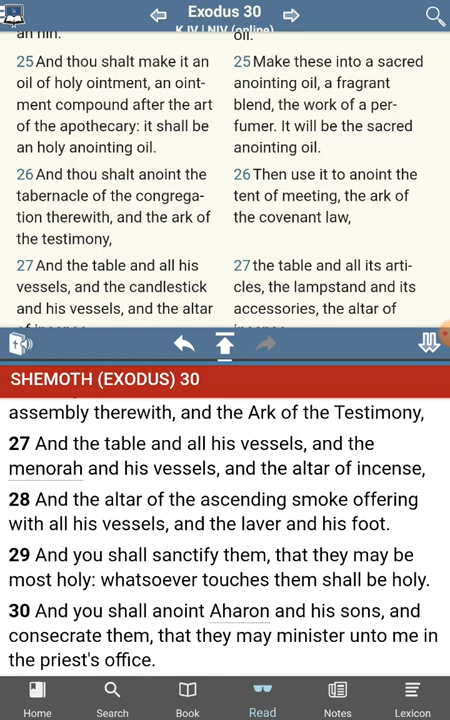 Exodus 30
KJV | NIV (online)
an hin.
25 And thou shalt make it an
oil of holy ointment, an oint-
ment compound after the art
of the apothecary: it shall be
an holy anointing oil.
26 And thou shalt anoint the
tabernacle of the congrega-
tion therewith, and the ark of
the testimony,
27 And the table and all his
vessels, and the candlestick
and his vessels, and the altar
of incense,
oil.
25 Make these into a sacred
anointing oil, a fragrant
blend, the work of a per-
fumer. It will be the sacred
anointing oil.
26 Then use it to anoint the
tent of meeting, the ark of
the covenant law,
27 the table and all its arti-
cles, the lampstand and its
accessories, the altar of
incense,
SHEMOTH (EXODUS) 30
assembly therewith, and the Ark of the Testimony,
27 And the table and all his vessels, and the
menorah and his vessels, and the altar of incense,
28 And the altar of the ascending smoke offering
with all his vessels, and the laver and his foot.
29 And you shall sanctify them, that they may be
most holy: whatsoever touches them shall be holy.
30 And you shall anoint Aharon and his sons, and
consecrate them, that they may minister unto me in
the priest's office.
Home
Search
Book
Read
Notes
Lexicon